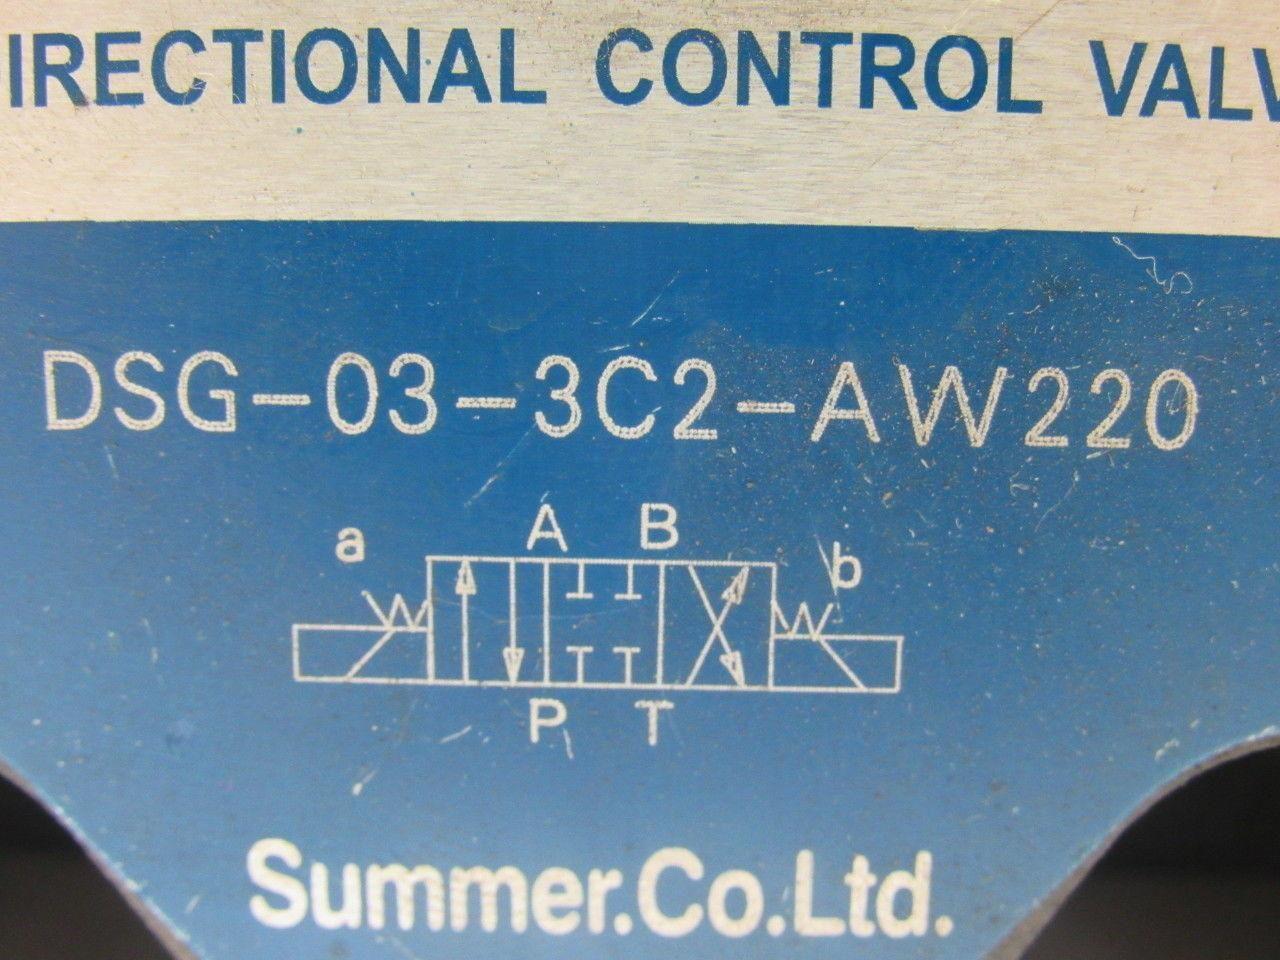 IRECTIONAL CONTROL VALV
DSG-03-3C2-AW220
a A B b
P T
Summer.Co.Ltd.